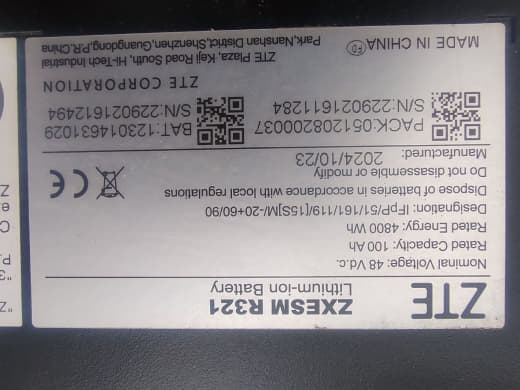 ZTE
ZXESM R321
Lithium-ion Battery
Nominal Voltage: 48 Vd.c.
Rated Capacity: 100 Ah
Rated Energy: 4800 Wh
Designation: IFpP/51/161/119/[15S]M/-20+60/90
Dispose of batteries in accordance with local regulations
Do not disassemble or modify
Manufactured: 2024/10/23
PACK:051208200037
S/N:229021611284
BAT:123014631029
S/N:229021612494
ZTE CORPORATION
ZTE Plaza, Keji Road South, Hi-Tech Industrial
Park,Nanshan District,Shenzhen,Guangdong,P.R.China
MADE IN CHINA